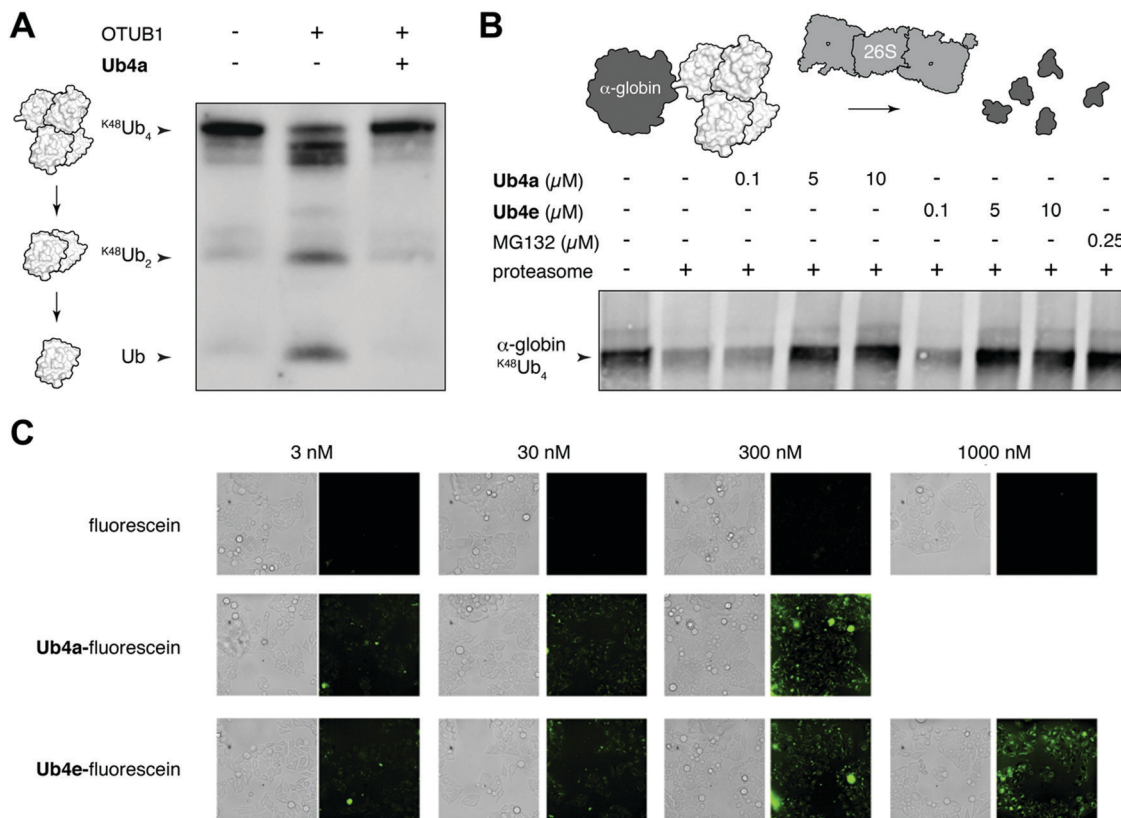 A
OTUB1 - + +
Ub4a - - +
K48Ub4
K48Ub2
Ub
B
α-globin
26S
Ub4a (μM) - - 0.1 5 10 - - - -
Ub4e (μM) - - - - - 0.1 5 10 -
MG132 (μM) - - - - - - - - 0.25
proteasome - + + + + + + + +
α-globin
K48Ub4
C
3 nM 30 nM 300 nM 1000 nM
fluorescein
Ub4a-fluorescein
Ub4e-fluorescein